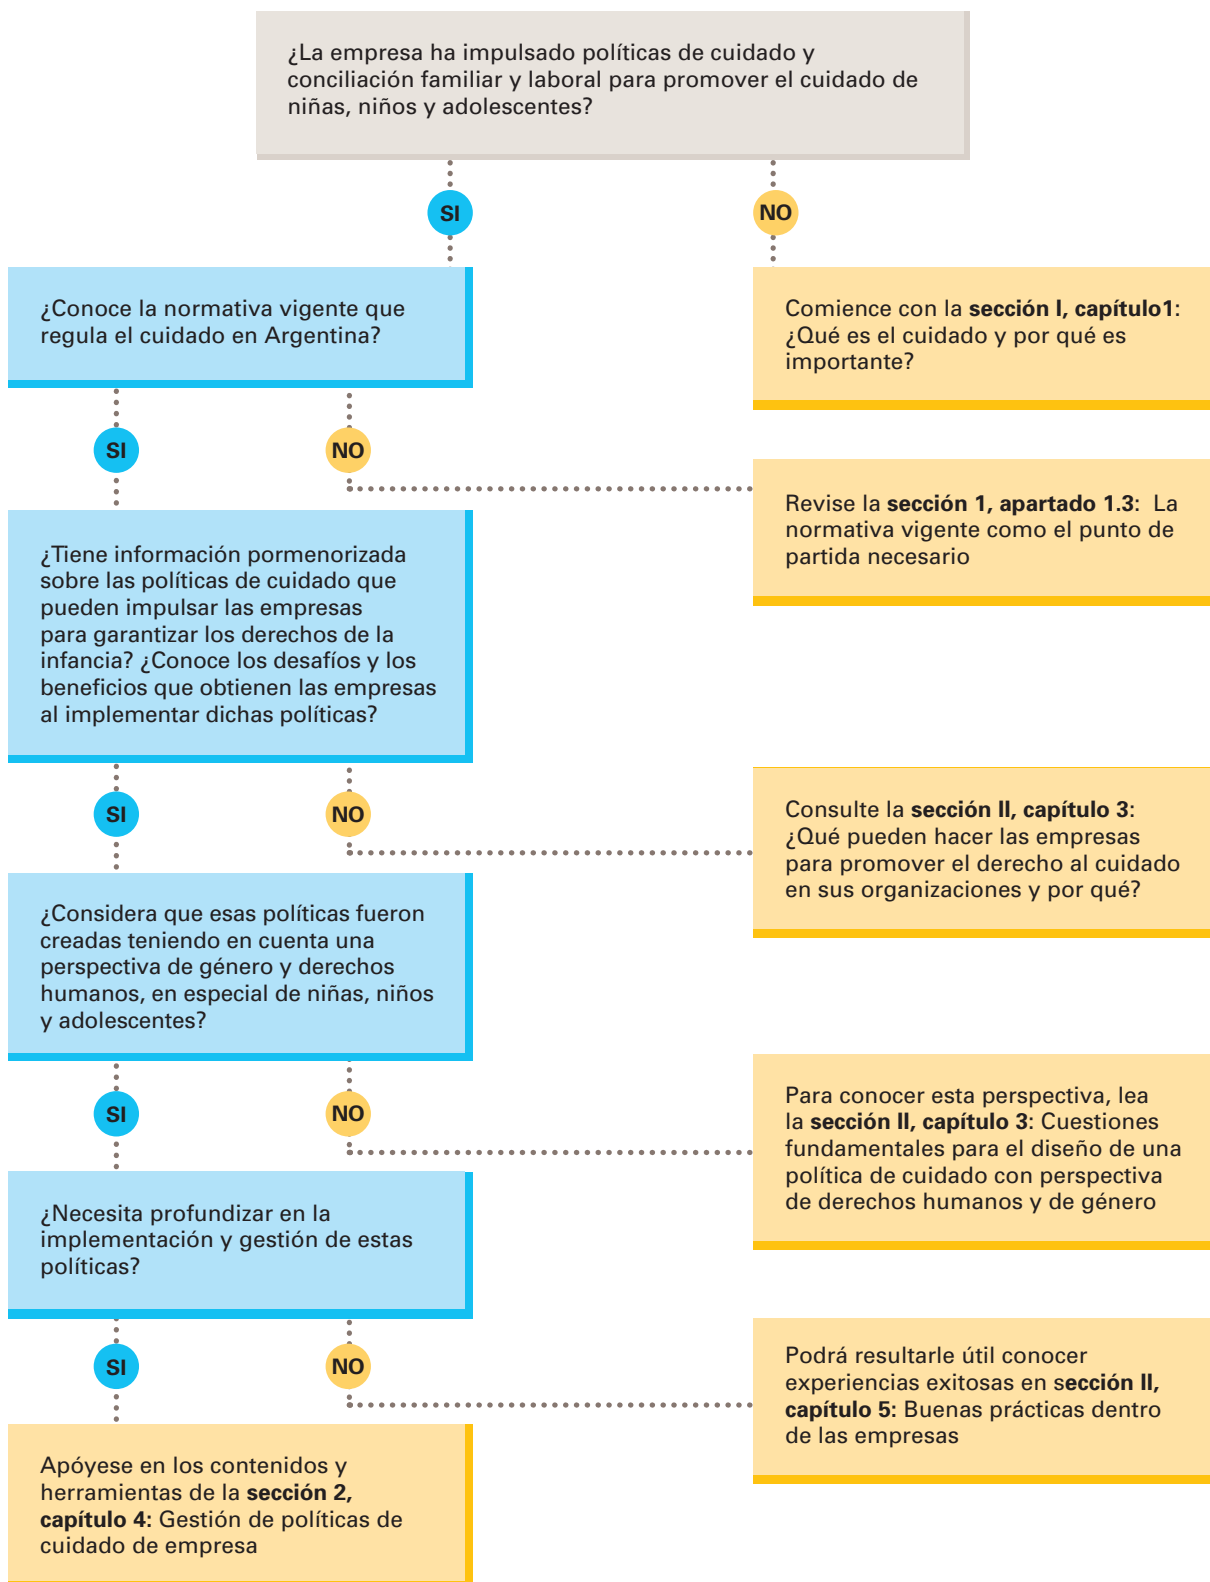 ¿La empresa ha impulsado políticas de cuidado y
conciliación familiar y laboral para promover el cuidado de
niñas, niños y adolescentes?
SI
NO
¿Conoce la normativa vigente que
regula el cuidado en Argentina?
Comience con la sección I, capítulo1:
¿Qué es el cuidado y por qué es
importante?
SI
NO
Revise la sección 1, apartado 1.3: La
normativa vigente como el punto de
partida necesario
¿Tiene información pormenorizada
sobre las políticas de cuidado que
pueden impulsar las empresas
para garantizar los derechos de la
infancia? ¿Conoce los desafíos y los
beneficios que obtienen las empresas
al implementar dichas políticas?
SI
NO
Consulte la sección II, capítulo 3:
¿Qué pueden hacer las empresas
para promover el derecho al cuidado
en sus organizaciones y por qué?
¿Considera que esas políticas fueron
creadas teniendo en cuenta una
perspectiva de género y derechos
humanos, en especial de niñas, niños
y adolescentes?
SI
NO
Para conocer esta perspectiva, lea
la sección II, capítulo 3: Cuestiones
fundamentales para el diseño de una
política de cuidado con perspectiva
de derechos humanos y de género
¿Necesita profundizar en la
implementación y gestión de estas
políticas?
SI
NO
Podrá resultarle útil conocer
experiencias exitosas en sección II,
capítulo 5: Buenas prácticas dentro
de las empresas
Apóyese en los contenidos y
herramientas de la sección 2,
capítulo 4: Gestión de políticas de
cuidado de empresa